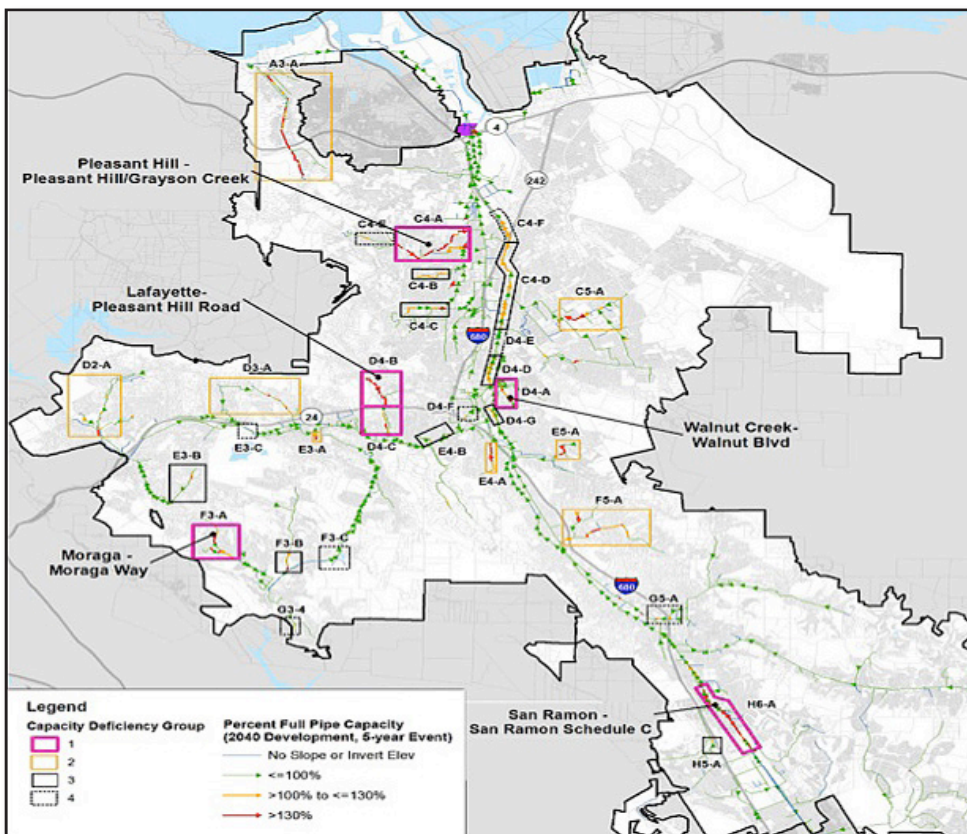 A3-A
4
Pleasant Hill -
Pleasant Hill/Grayson Creek
242
C4-E
C4-A
C4-F
C4-B
C4-D
Lafayette-
Pleasant Hill Road
C4-C
C5-A
680
D4-E
D2-A
D3-A
D4-B
D4-D
D4-A
D4-F
24
D4-G
Walnut Creek-
Walnut Blvd
E3-C
E3-A
D4-C
E4-B
E5-A
E3-B
E4-A
F3-A
F5-A
Moraga -
Moraga Way
F3-B
F3-C
680
G5-A
G3-4
Legend
Capacity Deficiency Group
1
2
3
4
Percent Full Pipe Capacity
(2040 Development, 5-year Event)
No Slope or Invert Elev
<=100%
>100% to <=130%
>130%
San Ramon -
San Ramon Schedule C
H6-A
H5-A